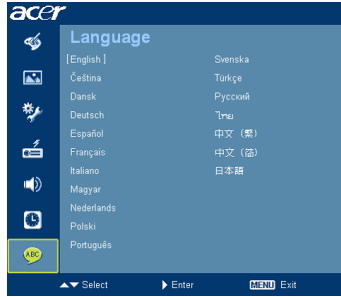 acer
Language
[English ]
Čeština
Dansk
Deutsch
Español
Français
Italiano
Magyar
Nederlands
Polski
Português
Svenska
Türkçe
Русский
ไทย
中文 (繁)
中文 (简)
日本語
ABC
▲▼ Select
▶ Enter
MENU Exit